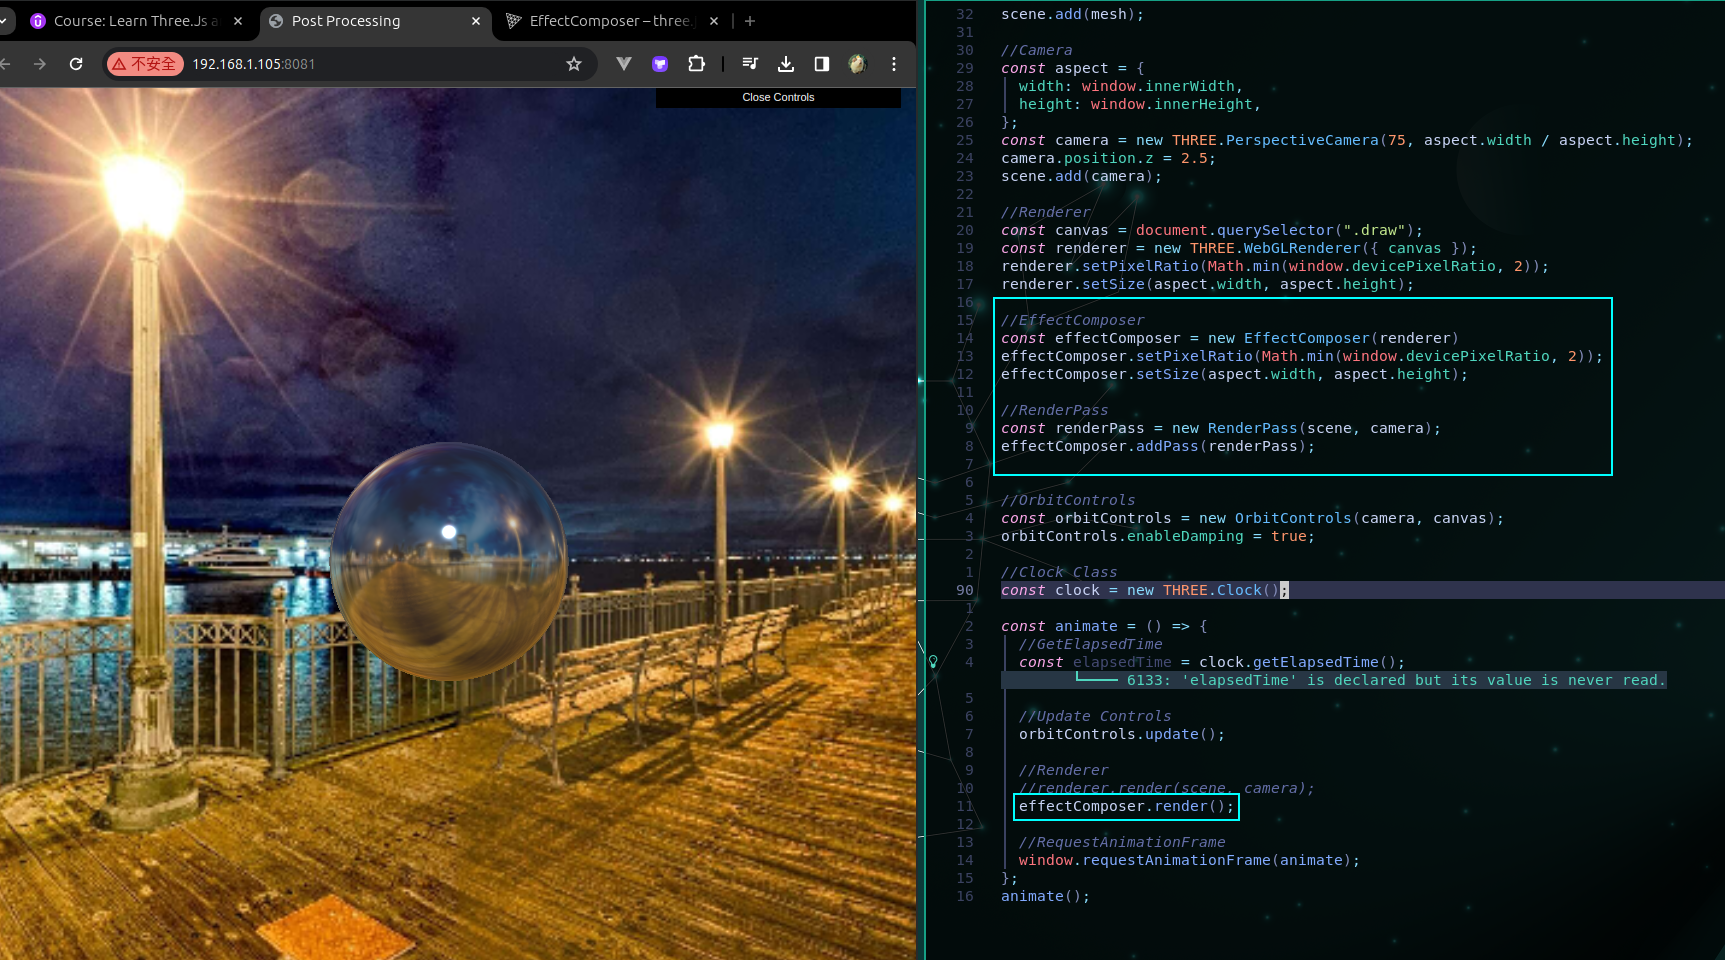 Course: Learn Three.Js a
Post Processing
EffectComposer – three.j
不安全
192.168.1.105:8081
Close Controls
32 scene.add(mesh);
31
30 //Camera
29 const aspect = {
28 width: window.innerWidth,
27 height: window.innerHeight,
26 };
25 const camera = new THREE.PerspectiveCamera(75, aspect.width / aspect.height);
24 camera.position.z = 2.5;
23 scene.add(camera);
22
21 //Renderer
20 const canvas = document.querySelector(".draw");
19 const renderer = new THREE.WebGLRenderer({ canvas });
18 renderer.setPixelRatio(Math.min(window.devicePixelRatio, 2));
17 renderer.setSize(aspect.width, aspect.height);
16
15 //EffectComposer
14 const effectComposer = new EffectComposer(renderer)
13 effectComposer.setPixelRatio(Math.min(window.devicePixelRatio, 2));
12 effectComposer.setSize(aspect.width, aspect.height);
11
10 //RenderPass
9 const renderPass = new RenderPass(scene, camera);
8 effectComposer.addPass(renderPass);
7
6
5 //OrbitControls
4 const orbitControls = new OrbitControls(camera, canvas);
3 orbitControls.enableDamping = true;
2
1 //Clock Class
90 const clock = new THREE.Clock();
1
2 const animate = () => {
3 //GetElapsedTime
4 const elapsedTime = clock.getElapsedTime();
6133: 'elapsedTime' is declared but its value is never read.
5
6 //Update Controls
7 orbitControls.update();
8
9 //Renderer
10 //renderer.render(scene, camera);
11 effectComposer.render();
12
13 //RequestAnimationFrame
14 window.requestAnimationFrame(animate);
15 };
16 animate();